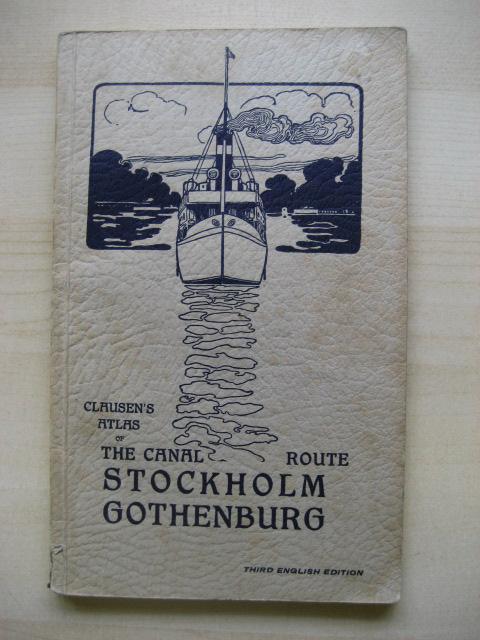 CLAUSEN'S
ATLAS
OF
THE CANAL ROUTE
STOCKHOLM
GOTHENBURG
THIRD ENGLISH EDITION